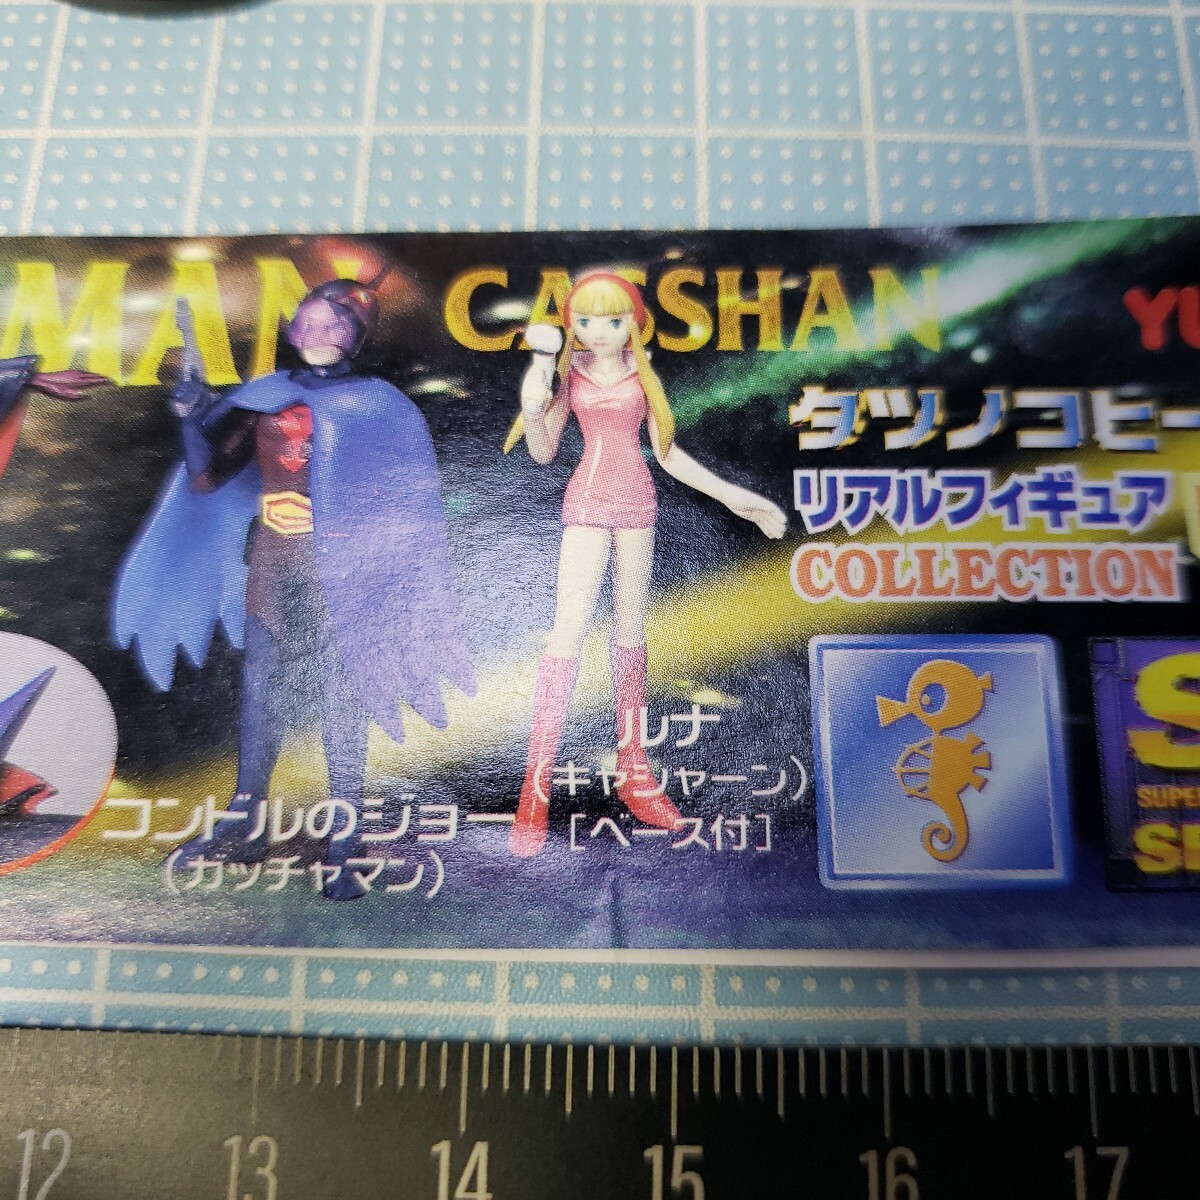 MAN
CASSHAN
YU
タツノコヒー
リアルフィギュア
COLLECTION
コンドルのジョー
(ガッチャマン)
ルナ
(キャシャーン)
[ベース付]
S
SUPER
12 13 14 15 16 17